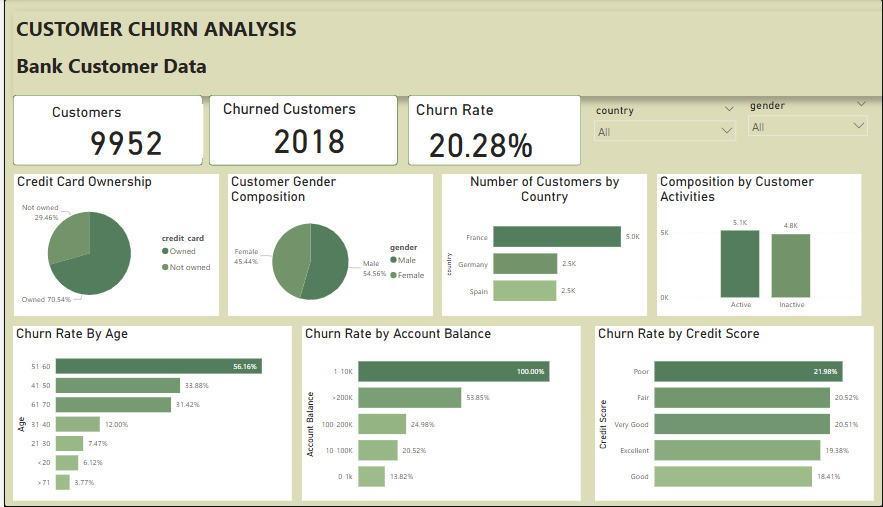 CUSTOMER CHURN ANALYSIS
Bank Customer Data
Customers
9952
Churned Customers
2018
Churn Rate
20.28%
country
All
gender
All
Credit Card Ownership
Not owned
29.46%
Owned 70.54%
credit_card
Owned
Not owned
Customer Gender
Composition
Female
45.44%
Male
54.56%
gender
Male
Female
Number of Customers by
Country
country
France
5.0K
Germany
2.5K
Spain
2.5K
Composition by Customer
Activities
5K
0K
5.1K
4.8K
Active
Inactive
Churn Rate By Age
Age
51-60
56.16%
41-50
33.88%
61-70
31.42%
31-40
12.00%
21-30
7.47%
<20
6.12%
>71
3.77%
Churn Rate by Account Balance
Account Balance
1-10K
100.00%
>200K
53.85%
100-200K
24.98%
10-100K
20.52%
0-1k
13.82%
Churn Rate by Credit Score
Credit Score
Poor
21.98%
Fair
20.52%
Very Good
20.51%
Excellent
19.38%
Good
18.41%